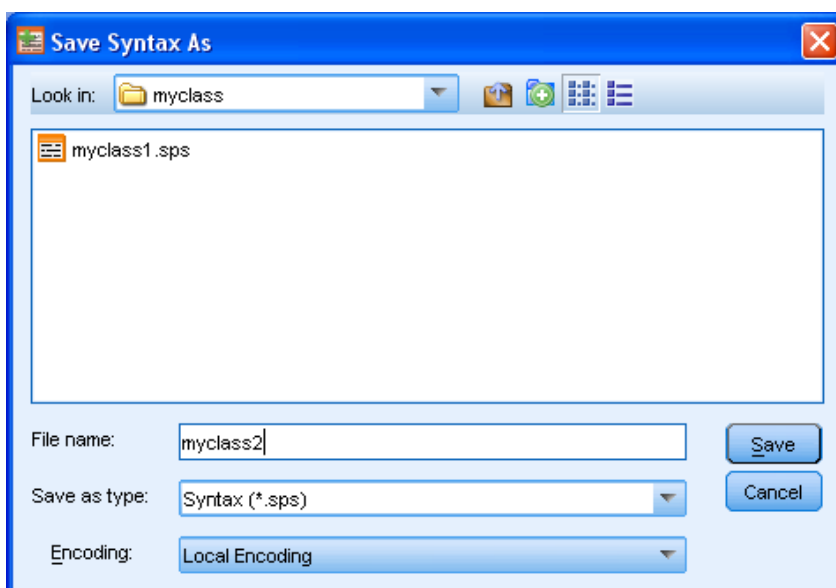 Save Syntax As
Look in: myclass
myclass1.sps
File name: myclass2 Save
Save as type: Syntax (*.sps) Cancel
Encoding: Local Encoding